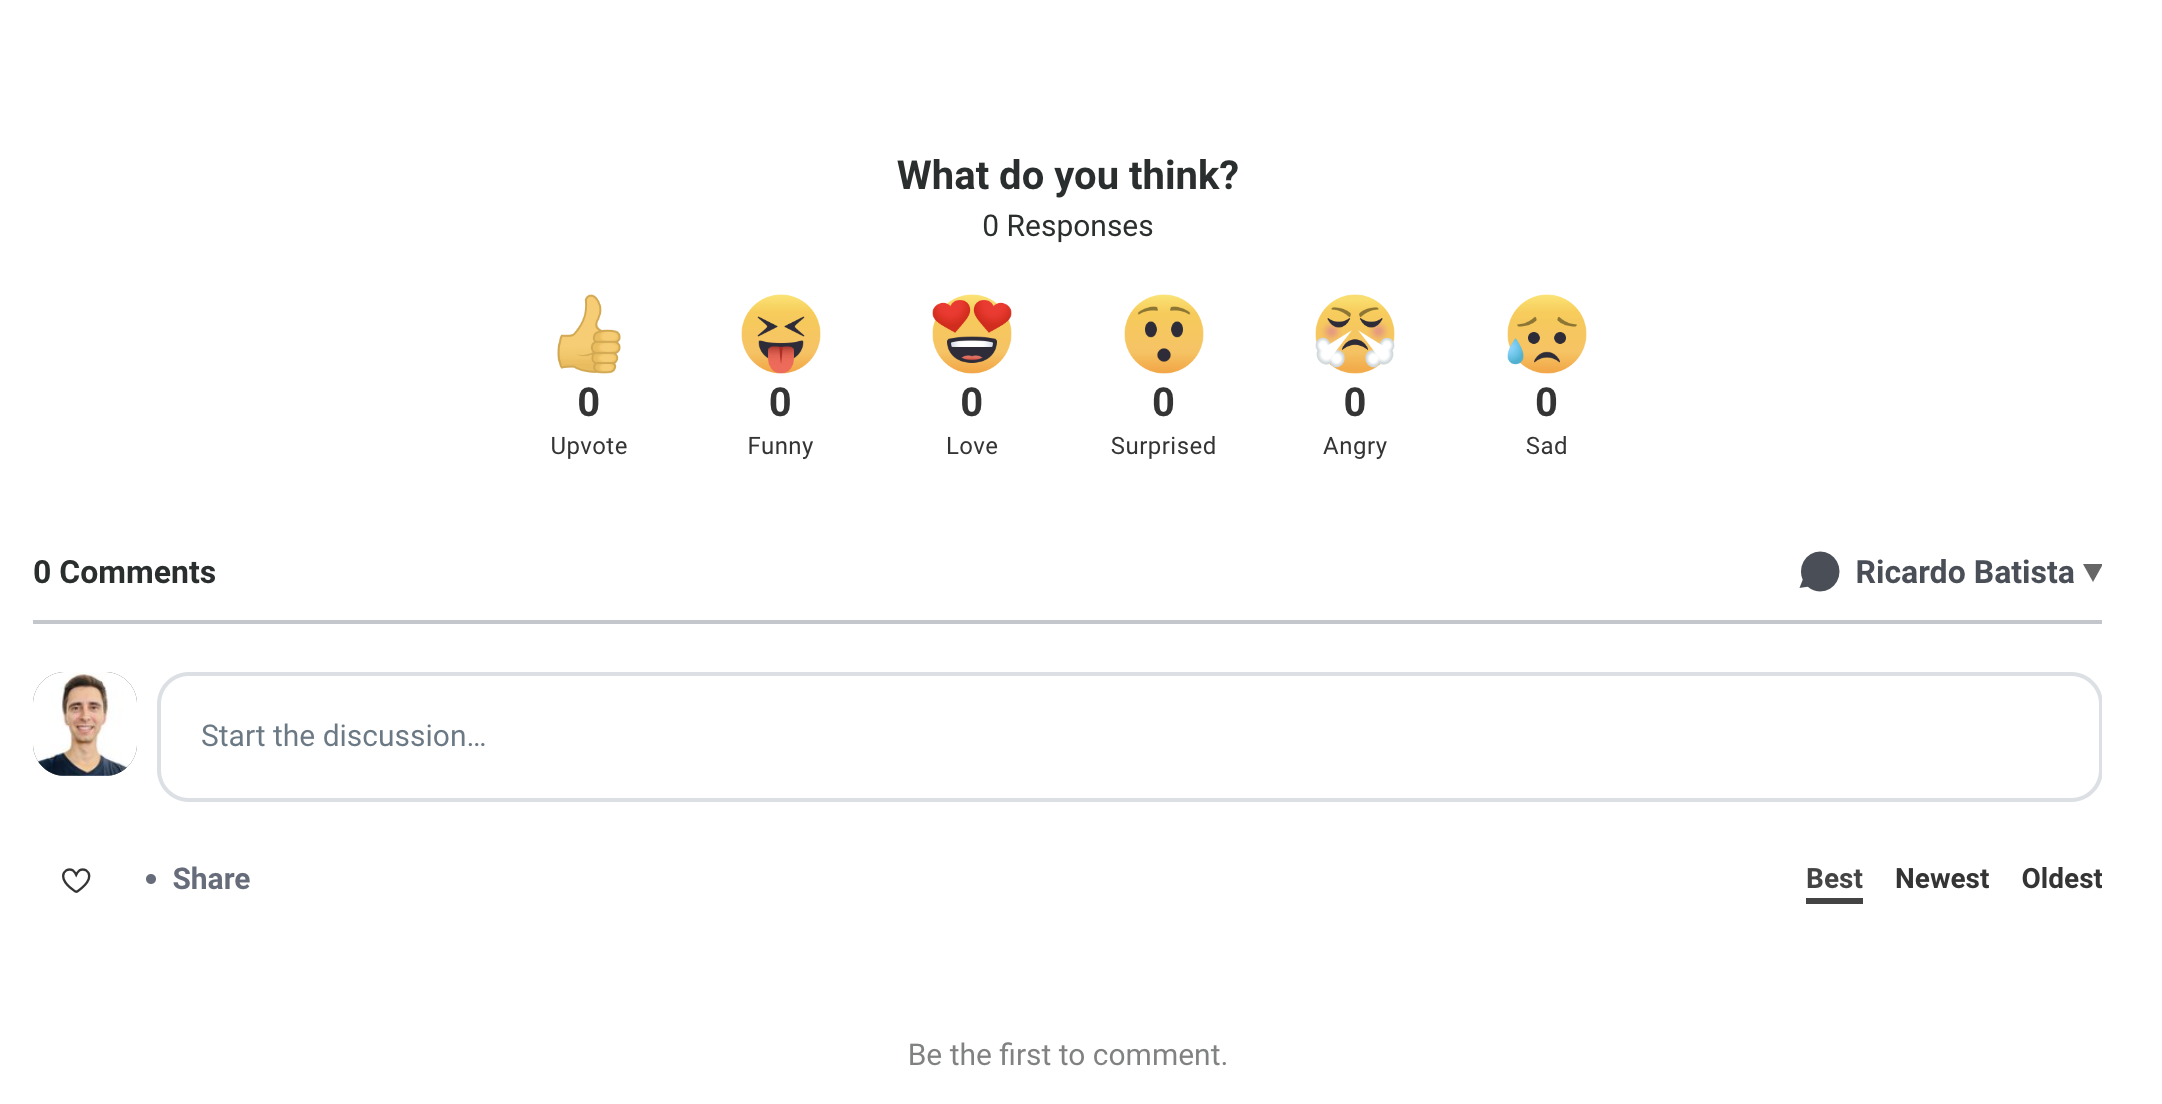 What do you think?
0 Responses
0 0 0 0 0 0
Upvote Funny Love Surprised Angry Sad
0 Comments Ricardo Batista
Start the discussion...
• Share Best Newest Oldest
Be the first to comment.